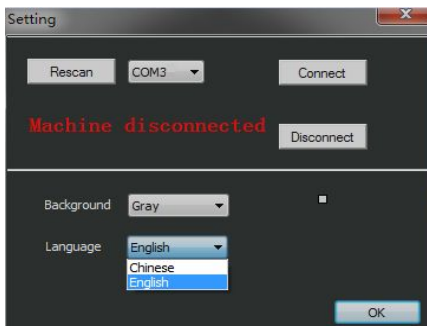 Setting
Rescan COM3 Connect
Machine disconnected
Disconnect
Background Gray
Language English
Chinese
English
OK